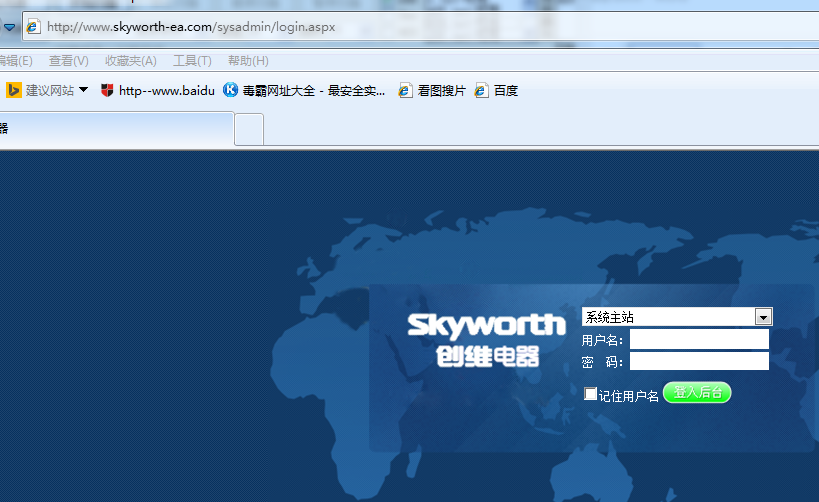 http://www.skyworth-ea.com/sysadmin/login.aspx
编辑(E) 查看(V) 收藏夹(A) 工具(T) 帮助(H)
建议网站 http--www.baidu 毒霸网址大全 - 最安全实... 看图搜片 百度
器
Skyworth
创维电器
系统主站
用户名：
密 码：
记住用户名 登入后台